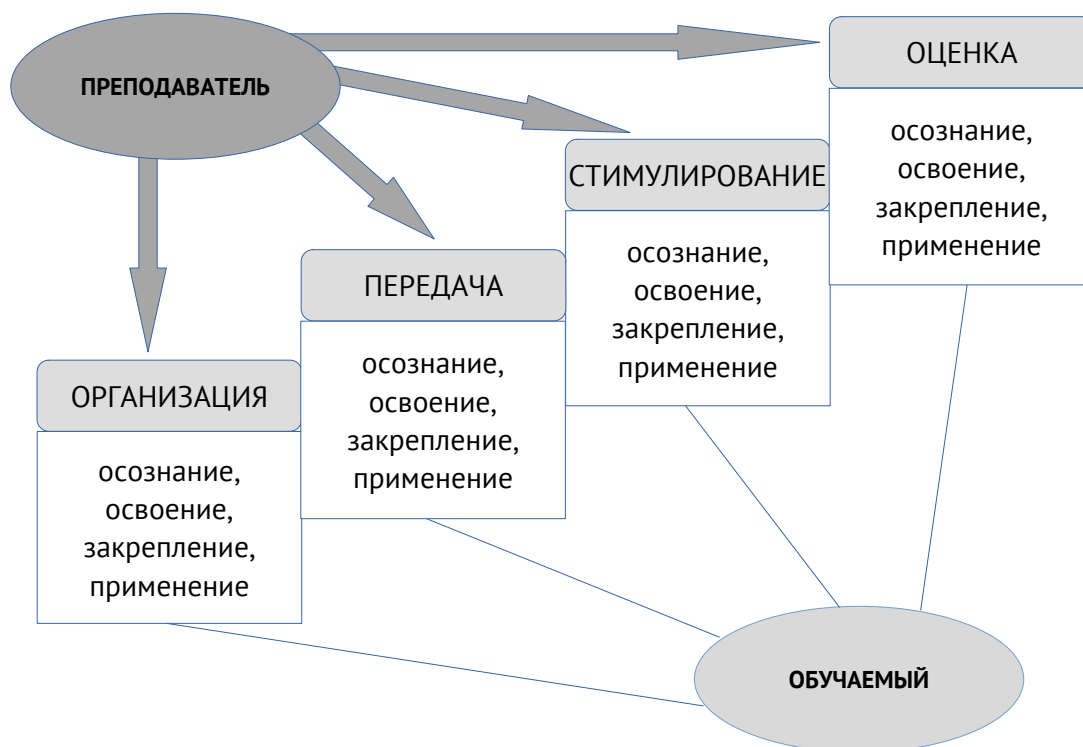 ПРЕПОДАВАТЕЛЬ
ОЦЕНКА
осознание,
освоение,
закрепление,
применение
СТИМУЛИРОВАНИЕ
осознание,
освоение,
закрепление,
применение
ПЕРЕДАЧА
осознание,
освоение,
закрепление,
применение
ОРГАНИЗАЦИЯ
осознание,
освоение,
закрепление,
применение
ОБУЧАЕМЫЙ